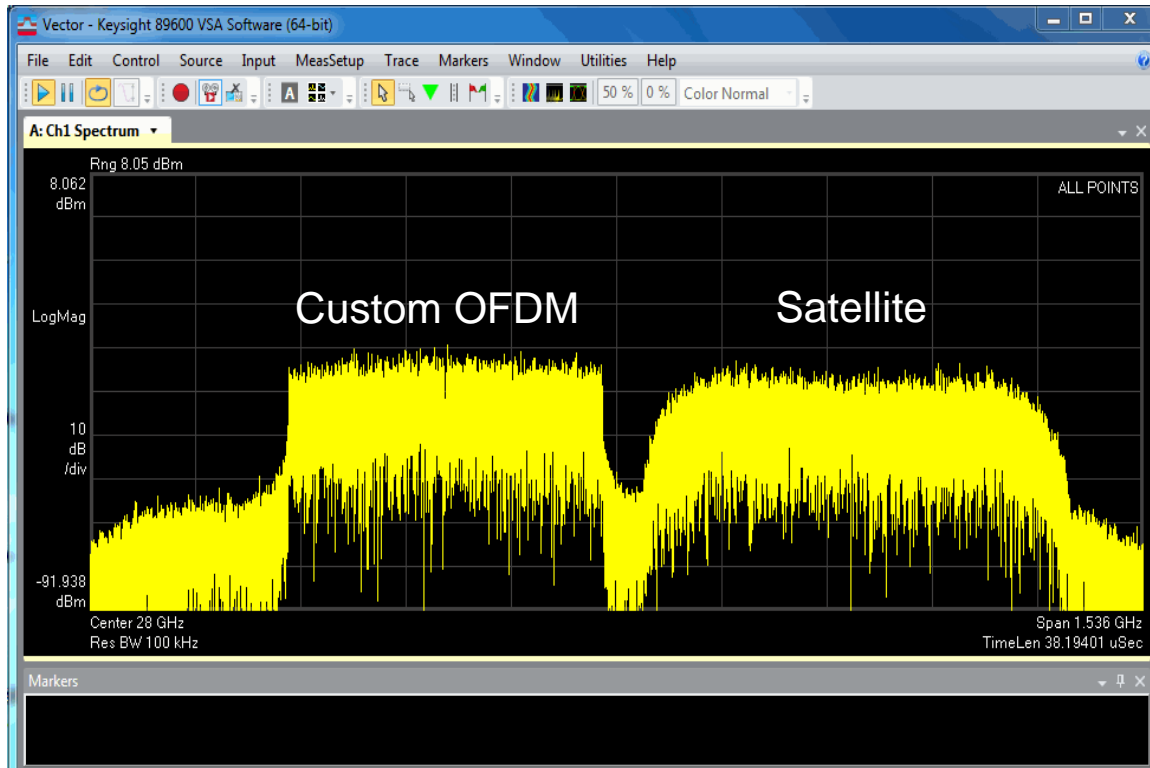 Vector - Keysight 89600 VSA Software (64-bit)
File Edit Control Source Input MeasSetup Trace Markers Window Utilities Help
A 50 % 0 % Color Normal
A: Ch1 Spectrum
Rng 8.05 dBm
8.062
dBm
ALL POINTS
Custom OFDM Satellite
LogMag
10
dB
/div
-91.938
dBm
Center 28 GHz Span 1.536 GHz
Res BW 100 kHz TimeLen 38.19401 uSec
Markers